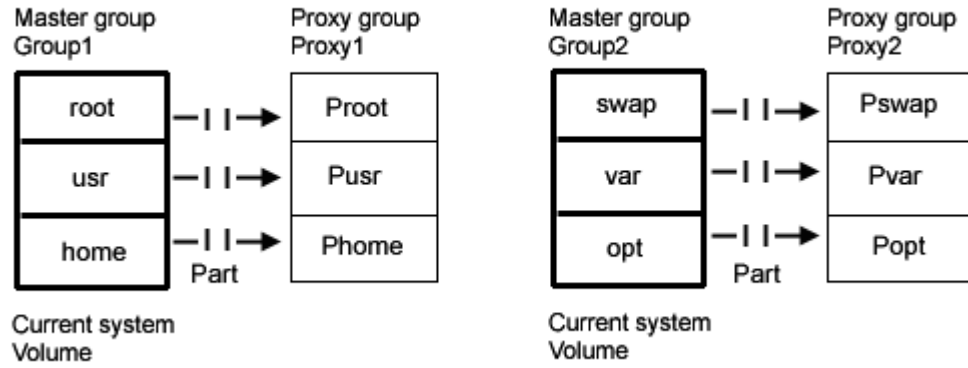 Master group
Group1
Proxy group
Proxy1
root
Proot
usr
Pusr
home
Phome
Part
Current system
Volume
Master group
Group2
Proxy group
Proxy2
swap
Pswap
var
Pvar
opt
Popt
Part
Current system
Volume